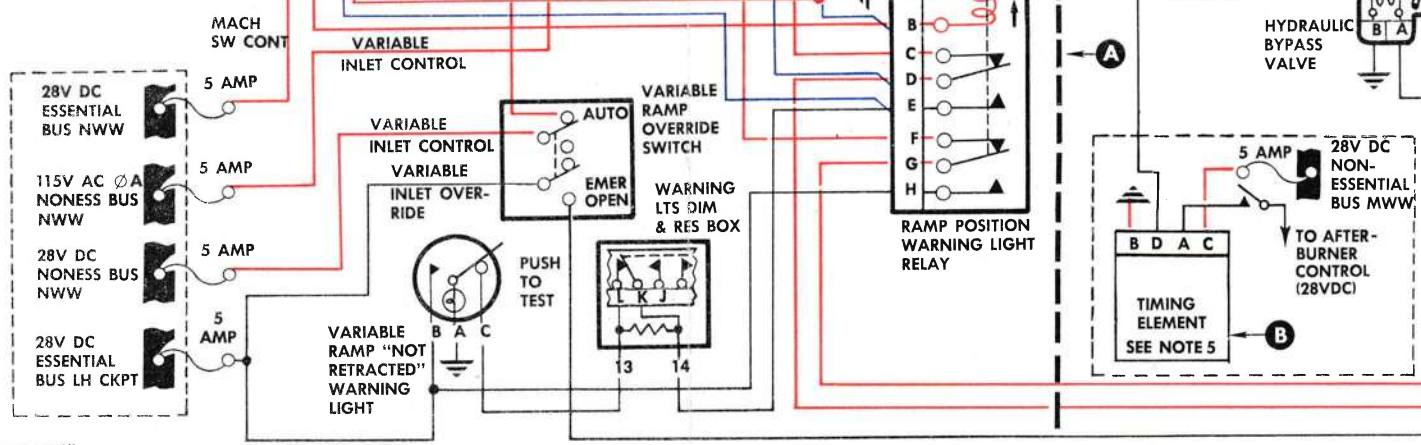 MACH
SW CONT
VARIABLE
INLET CONTROL
28V DC
ESSENTIAL
BUS NWW
5 AMP
115V AC ØA
NONESS BUS
NWW
5 AMP
28V DC
NONESS BUS
NWW
5 AMP
28V DC
ESSENTIAL
BUS LH CKPT
5
AMP
VARIABLE
INLET CONTROL
VARIABLE
INLET OVER-
RIDE
AUTO
EMER
OPEN
VARIABLE
RAMP
OVERRIDE
SWITCH
PUSH
TO
TEST
B A C
VARIABLE
RAMP “NOT
RETRACTED”
WARNING
LIGHT
WARNING
LTS DIM
& RES BOX
L K J
13 14
B
C
D
E
F
G
H
RAMP POSITION
WARNING LIGHT
RELAY
A
HYDRAULIC
BYPASS
VALVE
B A
5 AMP
28V DC
NON-
ESSENTIAL
BUS MWW
TO AFTER-
BURNER
CONTROL
(28VDC)
B D A C
TIMING
ELEMENT
SEE NOTE 5
B